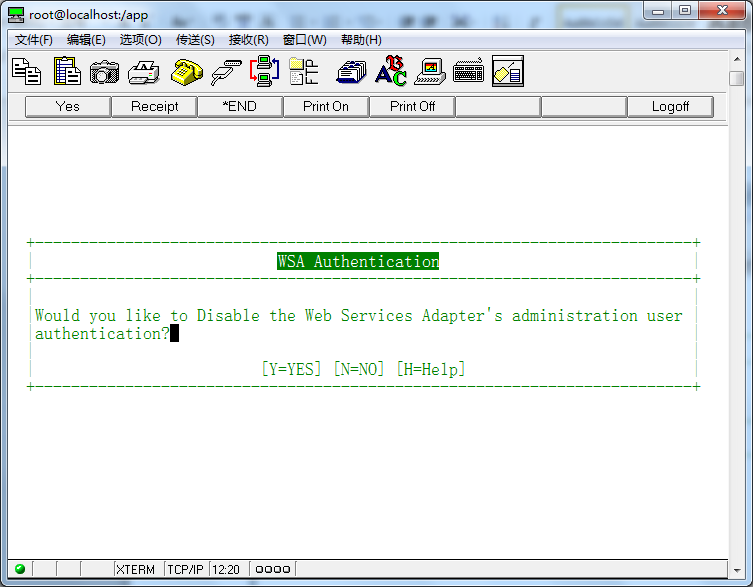 root@localhost:/app
文件(F) 编辑(E) 选项(O) 传送(S) 接收(R) 窗口(W) 帮助(H)
Yes Receipt *END Print On Print Off Logoff
WSA Authentication
Would you like to Disable the Web Services Adapter's administration user
authentication?
[Y=YES] [N=NO] [H=Help]
XTERM TCP/IP 12:20